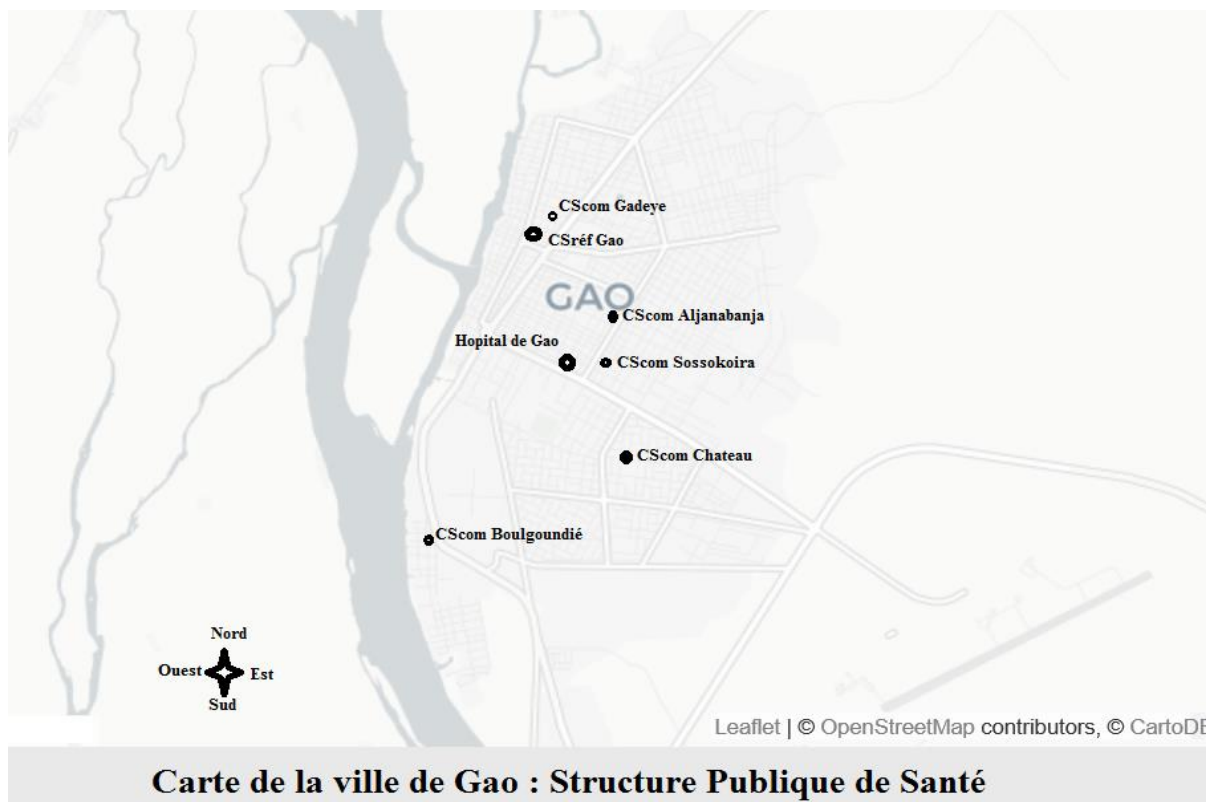 CScom Gadeye
CSréf Gao
GAO
CScom Aljanabanja
Hopital de Gao
CScom Sossokoira
CScom Chateau
CScom Boulgoundié
Nord
Ouest Est
Sud
Leaflet | © OpenStreetMap contributors, © CartoDB
Carte de la ville de Gao : Structure Publique de Santé